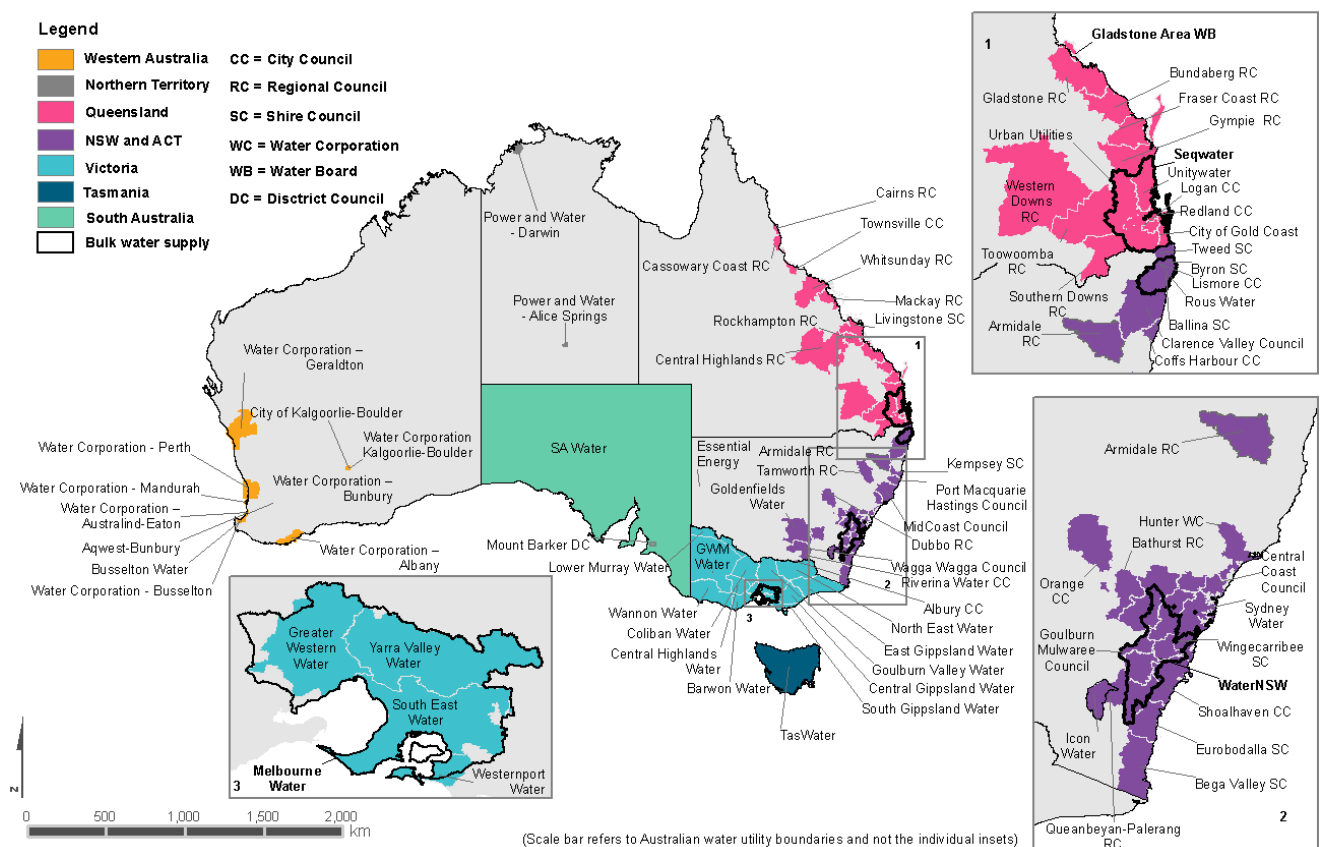 Legend
Western Australia
Northern Territory
Queensland
NSW and ACT
Victoria
Tasmania
South Australia
Bulk water supply
CC = City Council
RC = Regional Council
SC = Shire Council
WC = Water Corporation
WB = Water Board
DC = Disctrict Council
Power and Water
- Darwin
Power and Water
- Alice Springs
Cairns RC
Townsville CC
Cassowary Coast RC
Whitsunday RC
Mackay RC
Livingstone SC
Rockhampton RC
Central Highlands RC
1
Water Corporation –
Geraldton
City of Kalgoorlie-Boulder
Water Corporation
Kalgoorlie-Boulder
Water Corporation - Perth
Water Corporation –
Bunbury
Water Corporation - Mandurah
Water Corporation –
Australind-Eaton
Aqwest-Bunbury
Busselton Water
Water Corporation - Busselton
Water Corporation –
Albany
SA Water
Mount Barker DC
Lower Murray Water
Essential
Energy
Armidale RC
Tamworth RC
Goldenfields
Water
Kempsey SC
Port Macquarie
Hastings Council
MidCoast Council
Dubbo RC
Wagga Wagga Council
2
Riverina Water CC
Albury CC
GWM
Water
3
Wannon Water
Coliban Water
Central Highlands
Water
Barwon Water
North East Water
East Gippsland Water
Goulburn Valley Water
Central Gippsland Water
South Gippsland Water
TasWater
1
Gladstone Area WB
Bundaberg RC
Gladstone RC
Fraser Coast RC
Gympie RC
Urban Utilities
Seqwater
Unitywater
Logan CC
Western
Downs
RC
Redland CC
City of Gold Coast
Toowoomba
RC
Tweed SC
Byron SC
Lismore CC
Southern Downs
RC
Rous Water
Armidale
RC
Ballina SC
Clarence Valley Council
Coffs Harbour CC
Armidale RC
Hunter WC
Bathurst RC
Orange
CC
Central
Coast
Council
Sydney
Water
Goulburn
Mulwaree
Council
Wingecarribee
SC
WaterNSW
Shoalhaven CC
Icon
Water
Eurobodalla SC
Bega Valley SC
Queanbeyan-Palerang
RC
2
Greater
Western
Water
Yarra Valley
Water
South East
Water
Melbourne
Water
Westernport
Water
3
N
0 500 1,000 1,500 2,000
km
(Scale bar refers to Australian water utility boundaries and not the individual insets)